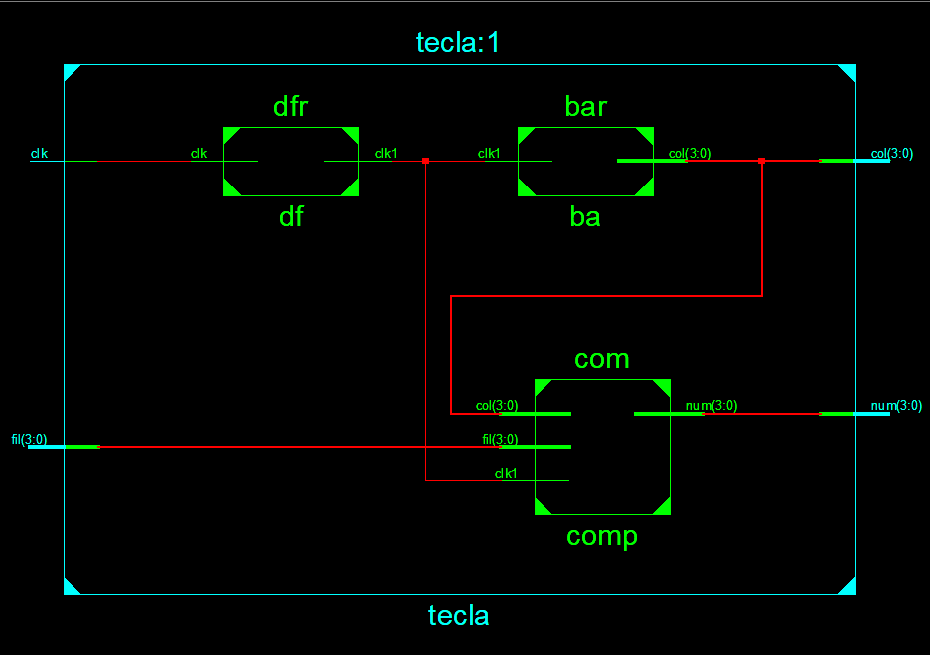 tecla:1
dfr
bar
clk
clk
clk1
clk1
col(3:0)
col(3:0)
df
ba
com
col(3:0)
num(3:0)
num(3:0)
fil(3:0)
fil(3:0)
clk1
comp
tecla